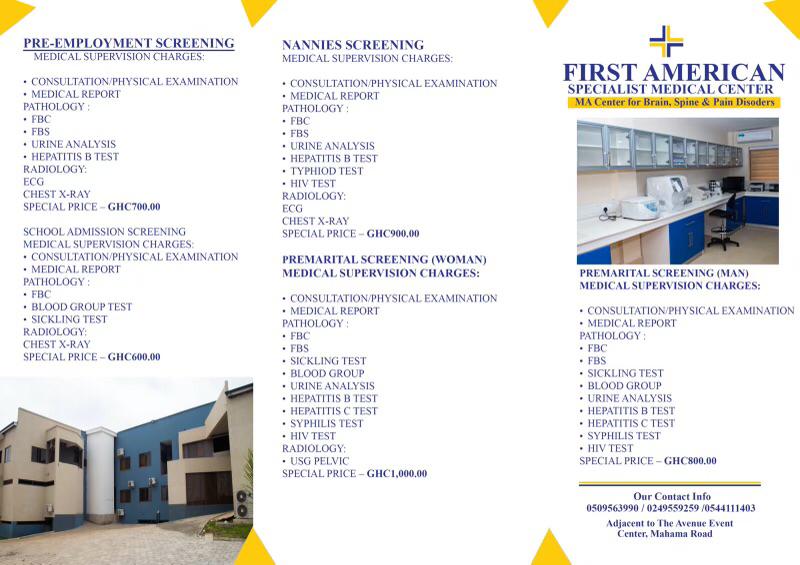 PRE-EMPLOYMENT SCREENING
MEDICAL SUPERVISION CHARGES:
• CONSULTATION/PHYSICAL EXAMINATION
• MEDICAL REPORT
PATHOLOGY :
• FBC
• FBS
• URINE ANALYSIS
• HEPATITIS B TEST
RADIOLOGY:
ECG
CHEST X-RAY
SPECIAL PRICE – GHC700.00
SCHOOL ADMISSION SCREENING
MEDICAL SUPERVISION CHARGES:
• CONSULTATION/PHYSICAL EXAMINATION
• MEDICAL REPORT
PATHOLOGY :
• FBC
• BLOOD GROUP TEST
• SICKLING TEST
RADIOLOGY:
CHEST X-RAY
SPECIAL PRICE – GHC600.00
NANNIES SCREENING
MEDICAL SUPERVISION CHARGES:
• CONSULTATION/PHYSICAL EXAMINATION
• MEDICAL REPORT
PATHOLOGY :
• FBC
• FBS
• URINE ANALYSIS
• HEPATITIS B TEST
• TYPHIOD TEST
• HIV TEST
RADIOLOGY:
ECG
CHEST X-RAY
SPECIAL PRICE – GHC900.00
PREMARITAL SCREENING (WOMAN)
MEDICAL SUPERVISION CHARGES:
• CONSULTATION/PHYSICAL EXAMINATION
• MEDICAL REPORT
PATHOLOGY :
• FBC
• FBS
• SICKLING TEST
• BLOOD GROUP
• URINE ANALYSIS
• HEPATITIS B TEST
• HEPATITIS C TEST
• SYPHILIS TEST
• HIV TEST
RADIOLOGY:
• USG PELVIC
SPECIAL PRICE – GHC1,000.00
FIRST AMERICAN
SPECIALIST MEDICAL CENTER
MA Center for Brain, Spine & Pain Disoders
PREMARITAL SCREENING (MAN)
MEDICAL SUPERVISION CHARGES:
• CONSULTATION/PHYSICAL EXAMINATION
• MEDICAL REPORT
PATHOLOGY :
• FBC
• FBS
• SICKLING TEST
• BLOOD GROUP
• URINE ANALYSIS
• HEPATITIS B TEST
• HEPATITIS C TEST
• SYPHILIS TEST
• HIV TEST
SPECIAL PRICE – GHC800.00
Our Contact Info
0509563990 / 0249559259 /0544111403
Adjacent to The Avenue Event
Center, Mahama Road